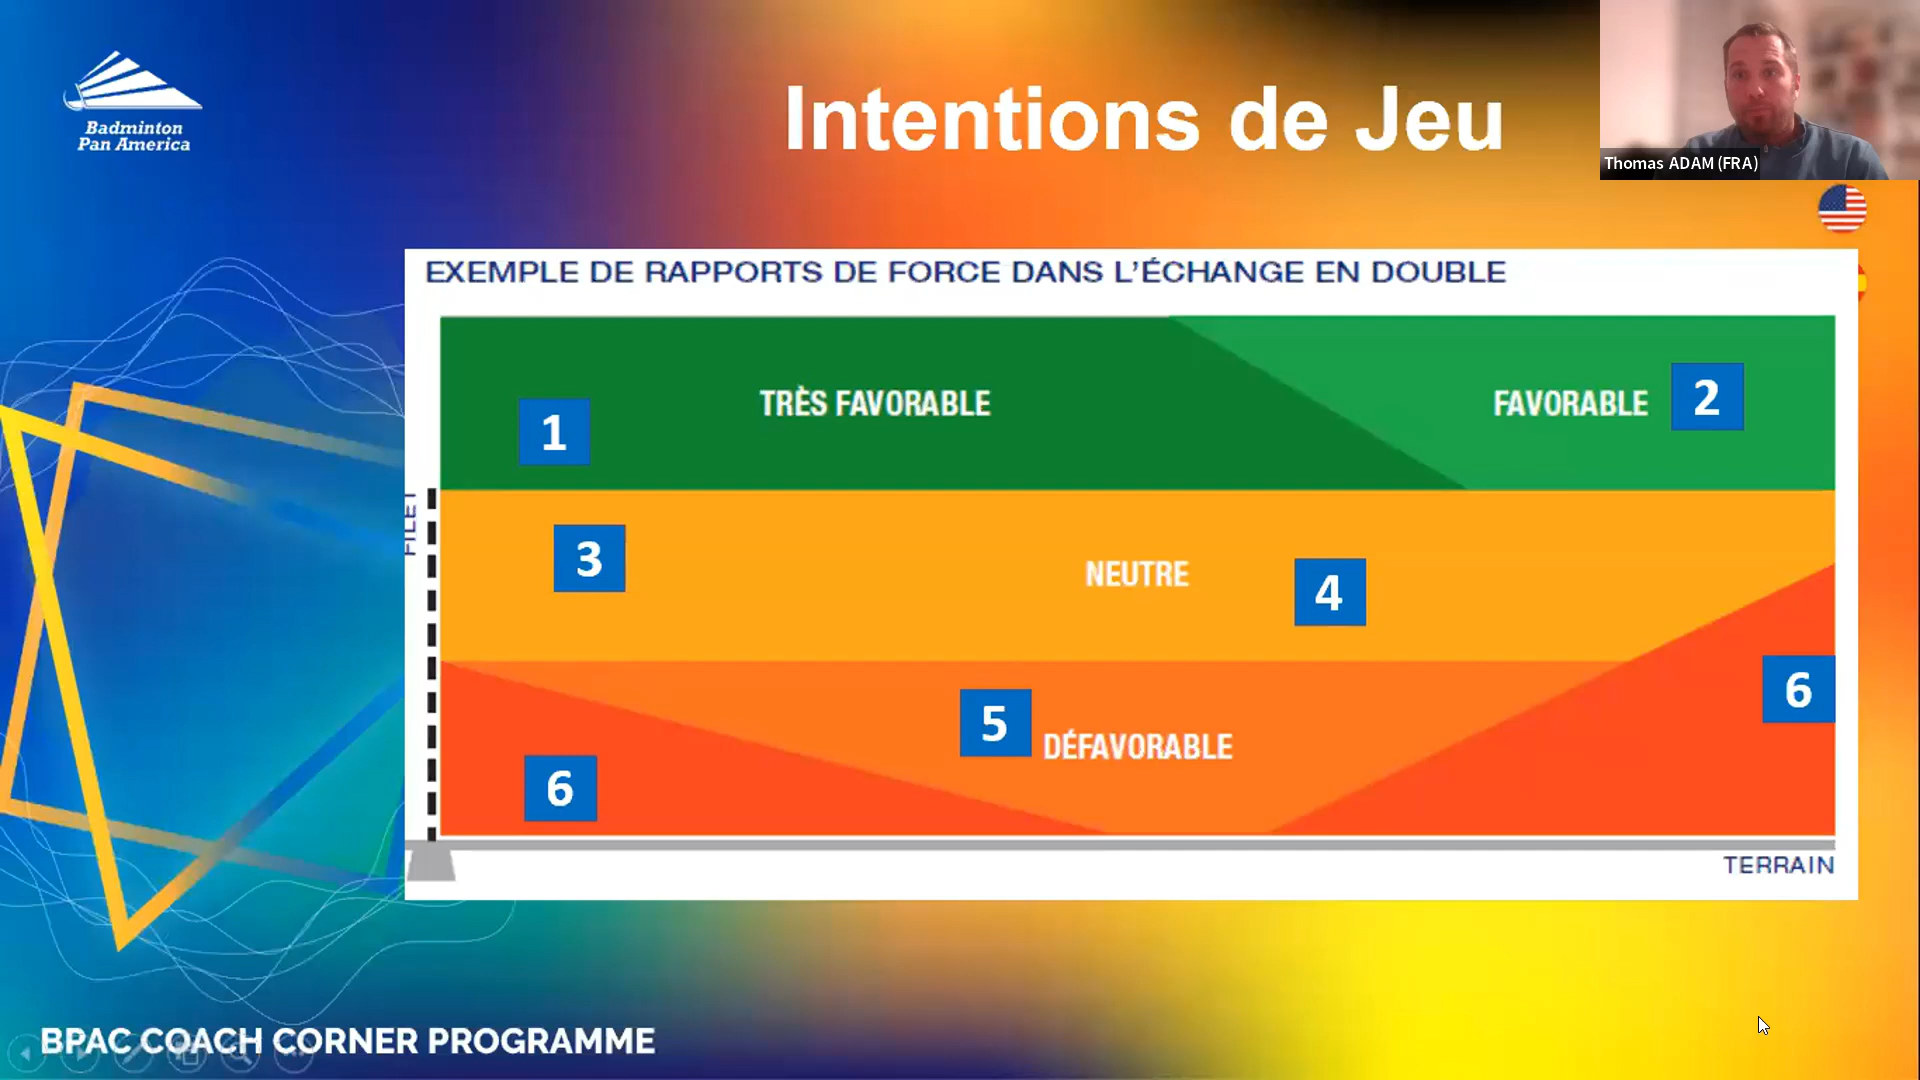 Badminton
Pan America
Intentions de Jeu
Thomas ADAM (FRA)
EXEMPLE DE RAPPORTS DE FORCE DANS L'ÉCHANGE EN DOUBLE
TRÈS FAVORABLE
FAVORABLE
2
1
FILET
3
NEUTRE
4
6
5
DÉFAVORABLE
6
TERRAIN
BPAC COACH CORNER PROGRAMME